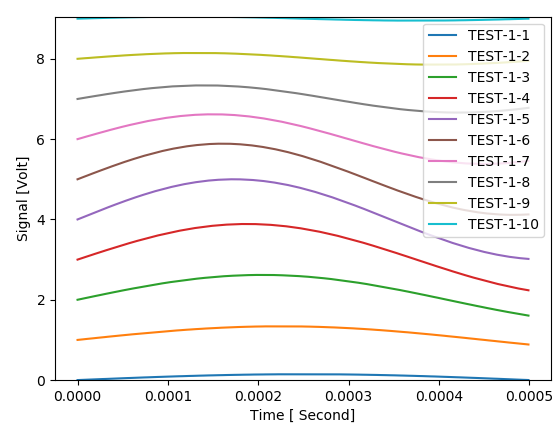 TEST-1-1
TEST-1-2
TEST-1-3
TEST-1-4
TEST-1-5
TEST-1-6
TEST-1-7
TEST-1-8
TEST-1-9
TEST-1-10
Signal [Volt]
8
6
4
2
0
0.0000 0.0001 0.0002 0.0003 0.0004 0.0005
Time [ Second]